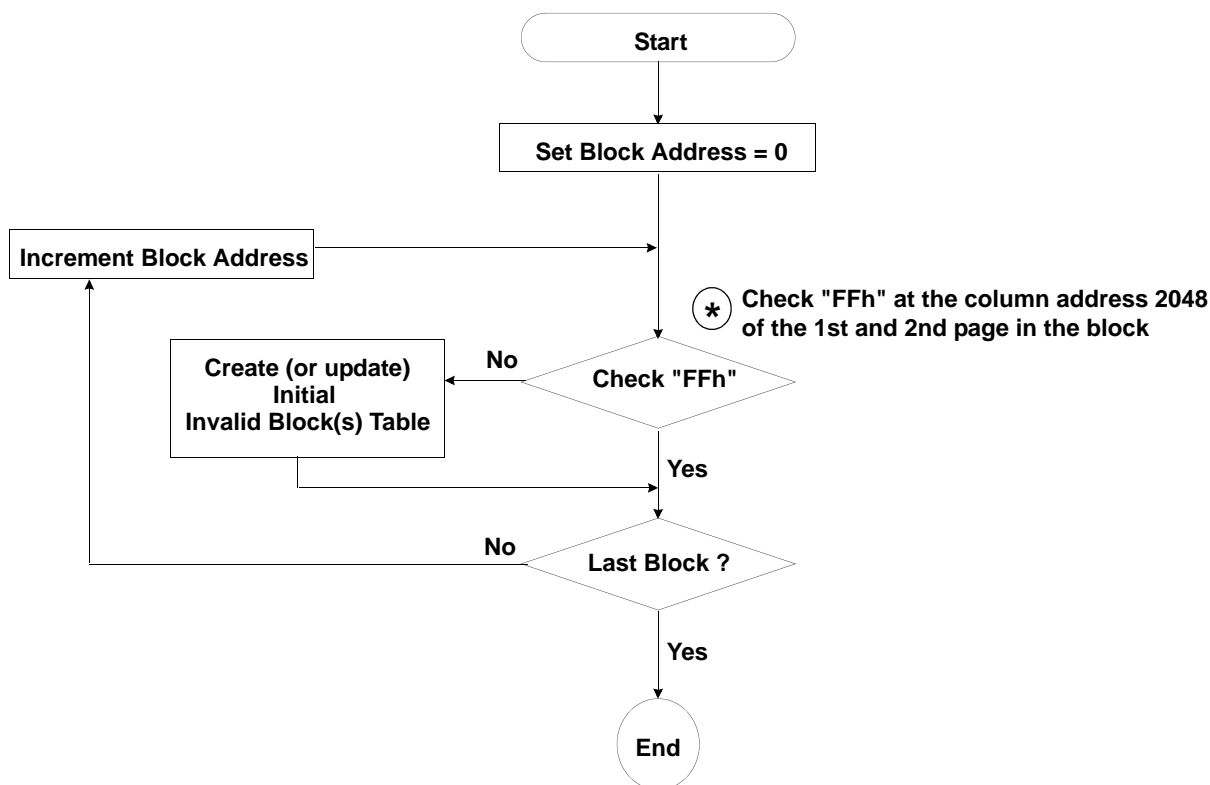 Start
Set Block Address = 0
Increment Block Address
* Check "FFh" at the column address 2048
of the 1st and 2nd page in the block
Create (or update)
Initial
Invalid Block(s) Table
No
Check "FFh"
Yes
No
Last Block ?
Yes
End